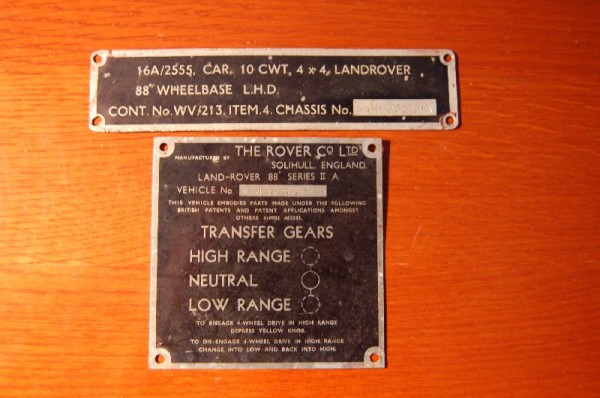 16A/2555, CAR, 10 CWT, 4 x 4, LANDROVER
88" WHEELBASE L.H.D.
CONT. No. WV/213. ITEM.4. CHASSIS No.
MANUFACTURED BY THE ROVER Co LTD
SOLIHULL, ENGLAND.
LAND-ROVER 88" SERIES II A
VEHICLE No
THIS VEHICLE EMBODIES PARTS MADE UNDER THE FOLLOWING
BRITISH PATENTS AND PATENT APPLICATIONS AMONGST
OTHERS
TRANSFER GEARS
HIGH RANGE
NEUTRAL
LOW RANGE
TO ENGAGE 4-WHEEL DRIVE IN HIGH RANGE
DEPRESS YELLOW KNOB.
TO DIS-ENGAGE 4-WHEEL DRIVE IN HIGH, RANGE
CHANGE INTO LOW AND BACK INTO HIGH.